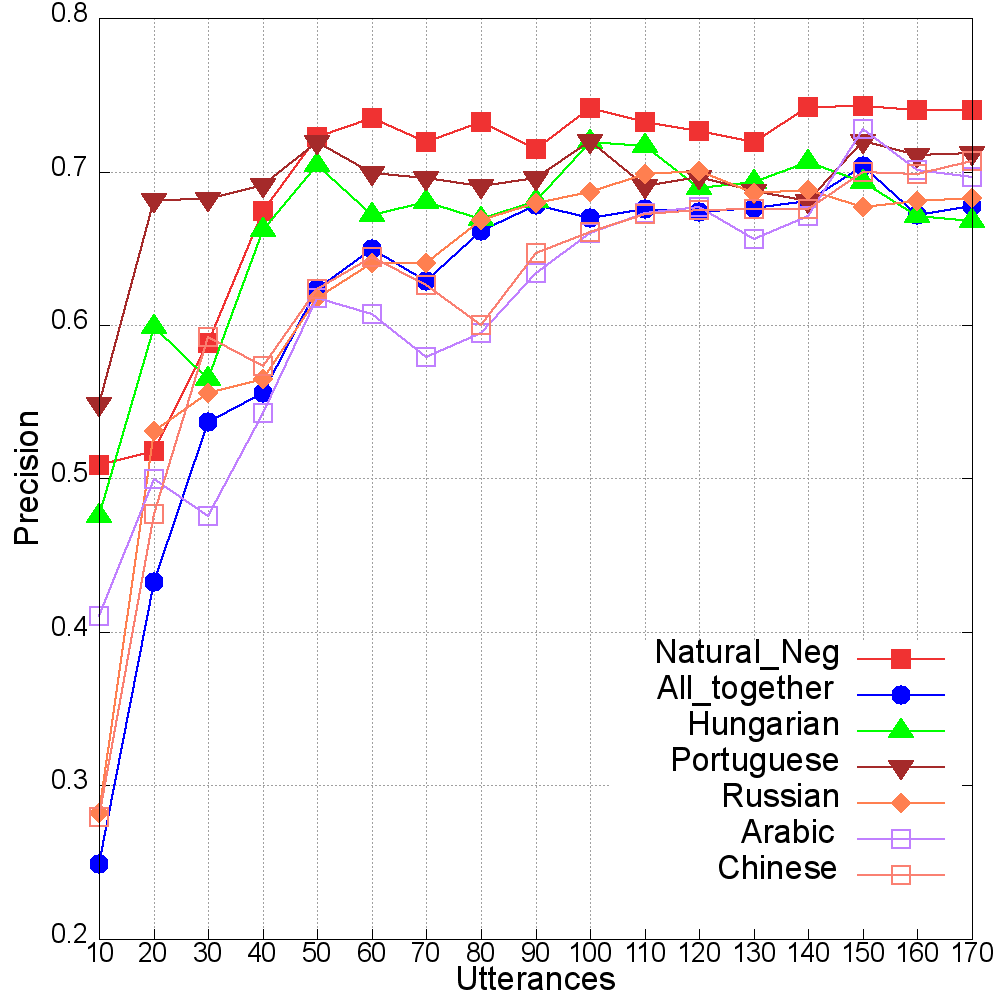 0.8
0.7
0.6
0.5
0.4
0.3
0.2
Precision
Natural_Neg
All_together
Hungarian
Portuguese
Russian
Arabic
Chinese
10 20 30 40 50 60 70 80 90 100 110 120 130 140 150 160 170
Utterances